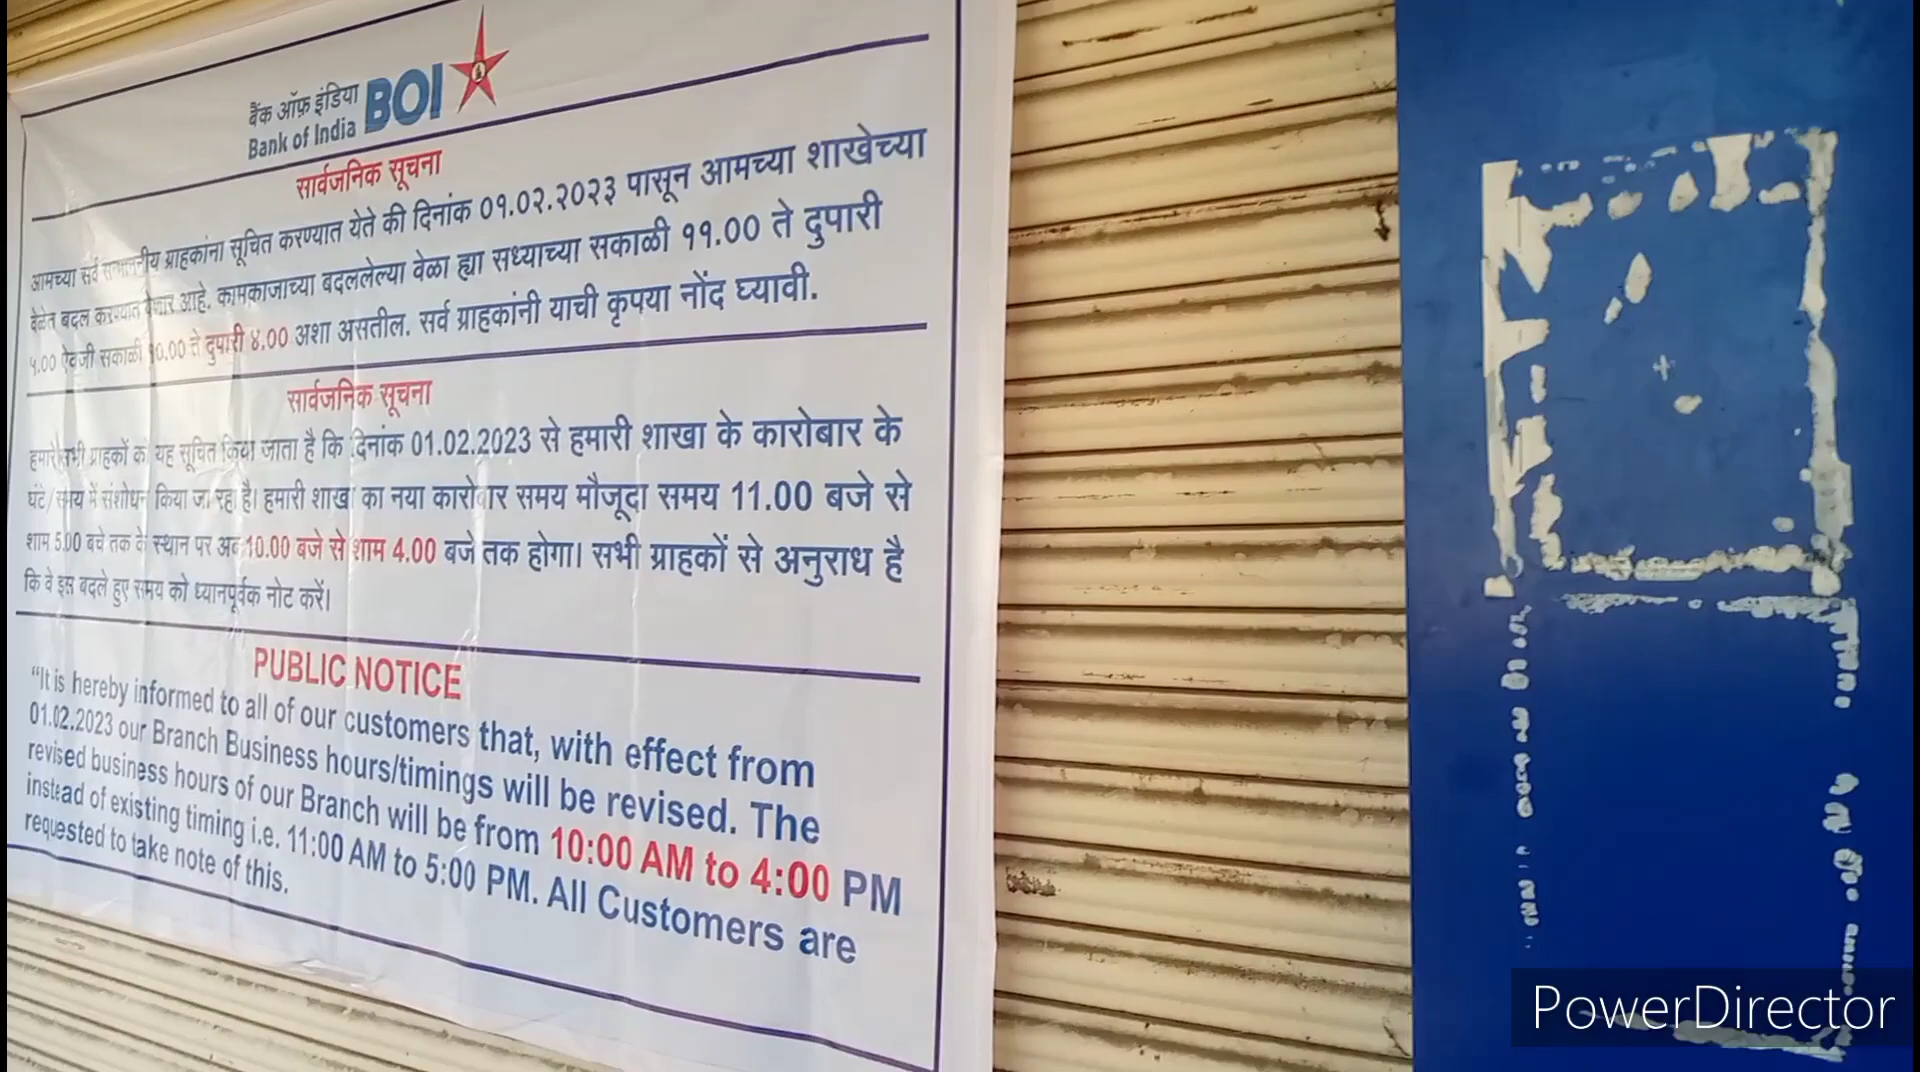 बैंक ऑफ़ इंडिया
Bank of India
BOI
सार्वजनिक सूचना
आमच्या सर्व सन्माननीय ग्राहकांना सूचित करण्यात येते की दिनांक ०१.०२.२०२३ पासून आमच्या शाखेच्या
वेळेत बदल करण्यात येणार आहे. कामकाजाच्या बदललेल्या वेळा ह्या सध्याच्या सकाळी ११.00 ते दुपारी
५.00 ऐवजी सकाळी १0.00 ते दुपारी ४.00 अशा असतील. सर्व ग्राहकांनी याची कृपया नोंद घ्यावी.
सार्वजनिक सूचना
हमारे सभी ग्राहकों को यह सूचित किया जाता है कि दिनांक 01.02.2023 से हमारी शाखा के कारोबार के
घंटे/समय में संशोधन किया जा रहा है। हमारी शाखा का नया कारोबार समय मौजूदा समय 11.00 बजे से
शाम 5.00 बचे तक के स्थान पर अब 10.00 बजे से शाम 4.00 बजे तक होगा। सभी ग्राहकों से अनुराध है
कि वे इस बदले हुए समय को ध्यानपूर्वक नोट करें।
PUBLIC NOTICE
“It is hereby informed to all of our customers that, with effect from
01.02.2023 our Branch Business hours/timings will be revised. The
revised business hours of our Branch will be from 10:00 AM to 4:00 PM
instead of existing timing i.e. 11:00 AM to 5:00 PM. All Customers are
requested to take note of this.
PowerDirector